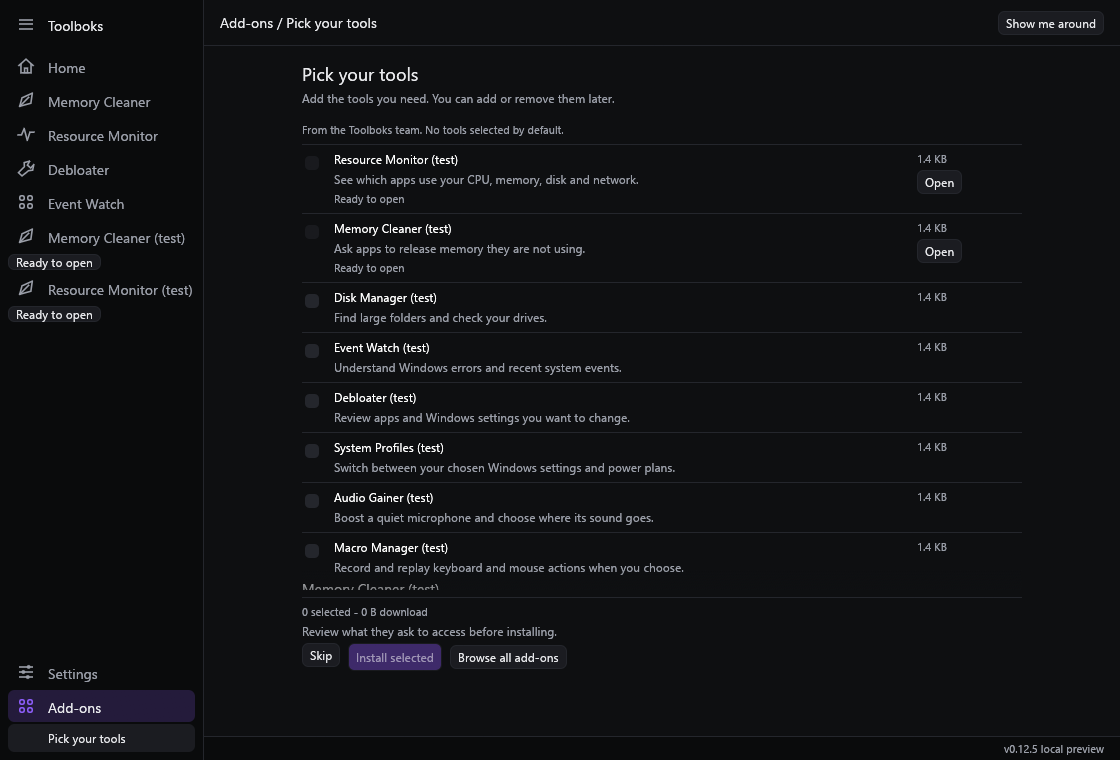 Toolboks
Home
Memory Cleaner
Resource Monitor
Debloater
Event Watch
Memory Cleaner (test)
Ready to open
Resource Monitor (test)
Ready to open
Settings
Add-ons
Pick your tools
Add-ons / Pick your tools
Show me around
Pick your tools
Add the tools you need. You can add or remove them later.
From the Toolboks team. No tools selected by default.
Resource Monitor (test)
1.4 KB
See which apps use your CPU, memory, disk and network.
Open
Ready to open
Memory Cleaner (test)
1.4 KB
Ask apps to release memory they are not using.
Open
Ready to open
Disk Manager (test)
1.4 KB
Find large folders and check your drives.
Event Watch (test)
1.4 KB
Understand Windows errors and recent system events.
Debloater (test)
1.4 KB
Review apps and Windows settings you want to change.
System Profiles (test)
1.4 KB
Switch between your chosen Windows settings and power plans.
Audio Gainer (test)
1.4 KB
Boost a quiet microphone and choose where its sound goes.
Macro Manager (test)
1.4 KB
Record and replay keyboard and mouse actions when you choose.
Memory Cleaner (test)
0 selected - 0 B download
Review what they ask to access before installing.
Skip
Install selected
Browse all add-ons
v0.12.5 local preview